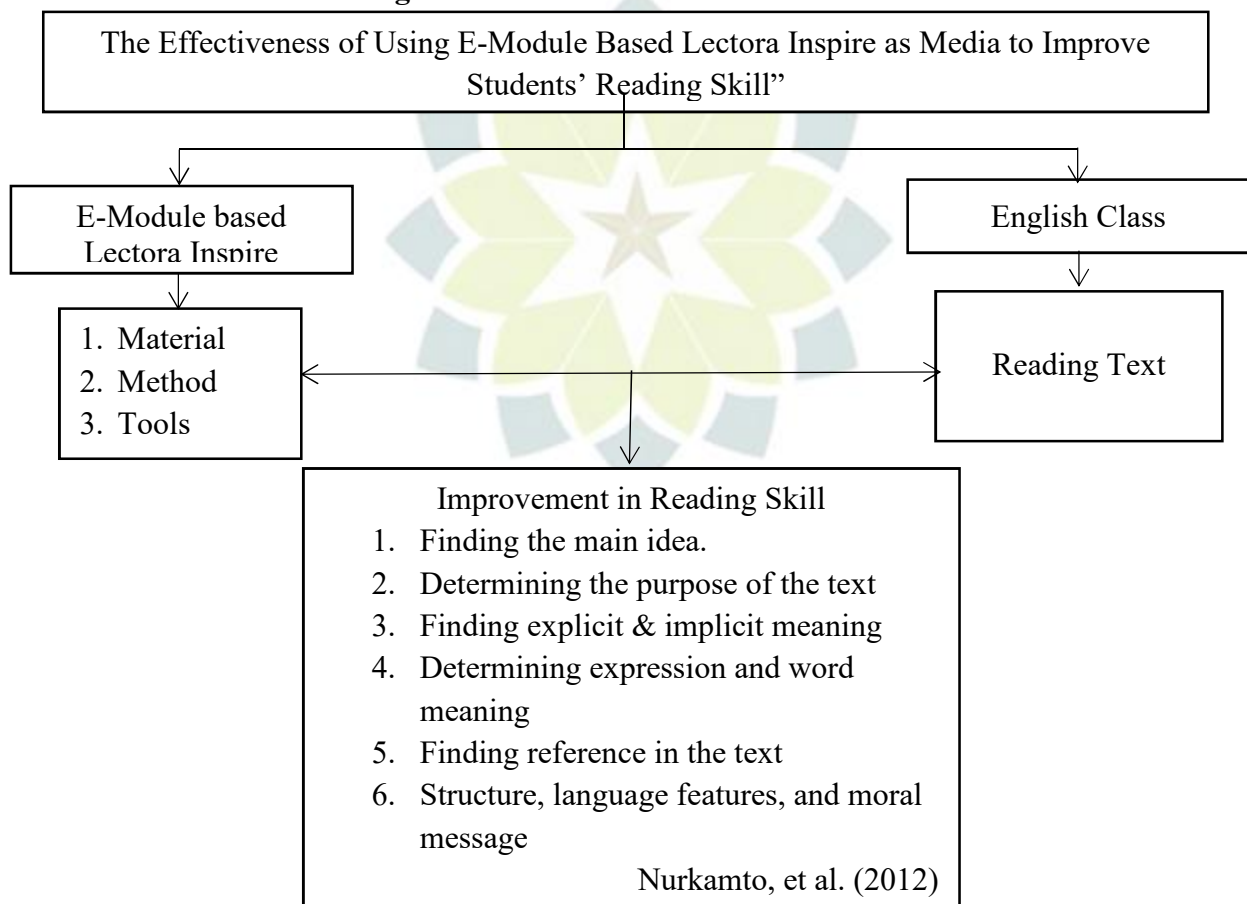 The Effectiveness of Using E-Module Based Lectora Inspire as Media to Improve
Students’ Reading Skill”
E-Module based
Lectora Inspire
English Class
1. Material
2. Method
3. Tools
Reading Text
Improvement in Reading Skill
1. Finding the main idea.
2. Determining the purpose of the text
3. Finding explicit & implicit meaning
4. Determining expression and word
meaning
5. Finding reference in the text
6. Structure, language features, and moral
message
Nurkamto, et al. (2012)